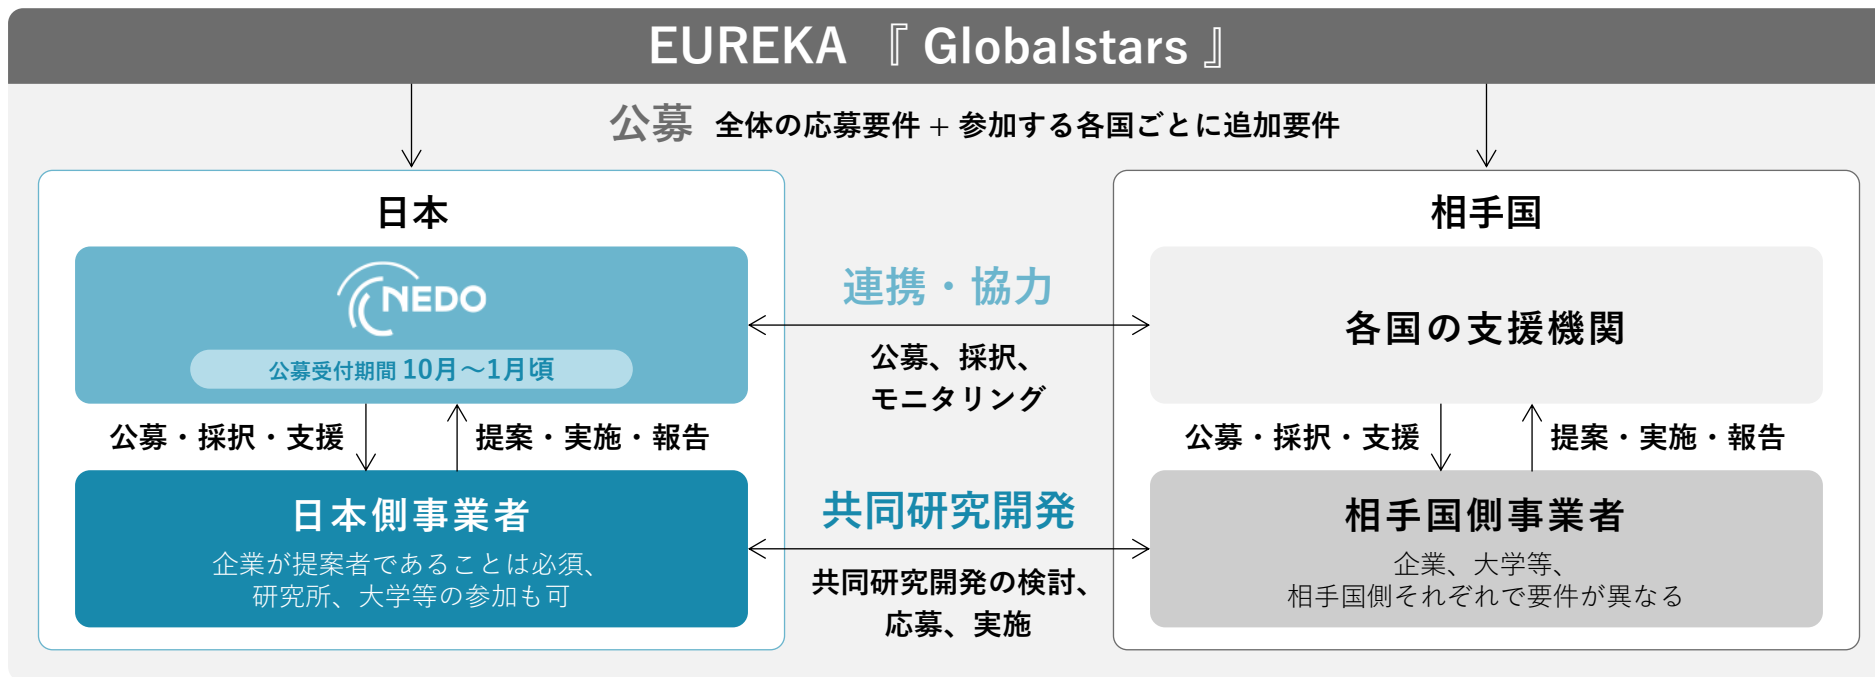 EUREKA 『 Globalstars 』
公募 全体の応募要件 + 参加する各国ごとに追加要件
日本
NEDO
公募受付期間 10月～1月頃
公募・採択・支援
提案・実施・報告
日本側事業者
企業が提案者であることは必須、
研究所、大学等の参加も可
連携・協力
公募、採択、
モニタリング
共同研究開発
共同研究開発の検討、
応募、実施
相手国
各国の支援機関
公募・採択・支援
提案・実施・報告
相手国側事業者
企業、大学等、
相手国側それぞれで要件が異なる